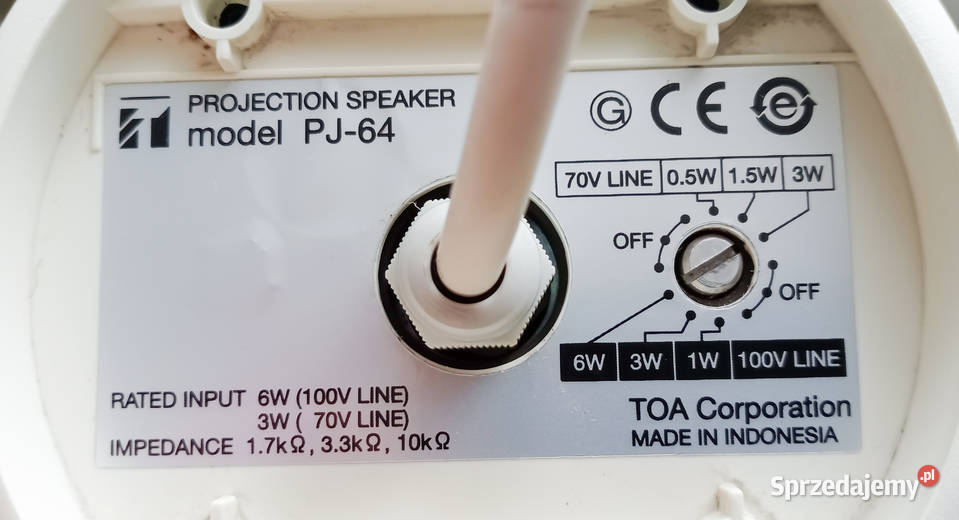 PROJECTION SPEAKER
model PJ-64
G CE e
70V LINE 0.5W 1.5W 3W
OFF
OFF
6W 3W 1W 100V LINE
RATED INPUT 6W (100V LINE)
3W ( 70V LINE)
IMPEDANCE 1.7kΩ, 3.3kΩ, 10kΩ
TOA Corporation
MADE IN INDONESIA
Sprzedajemy.pl